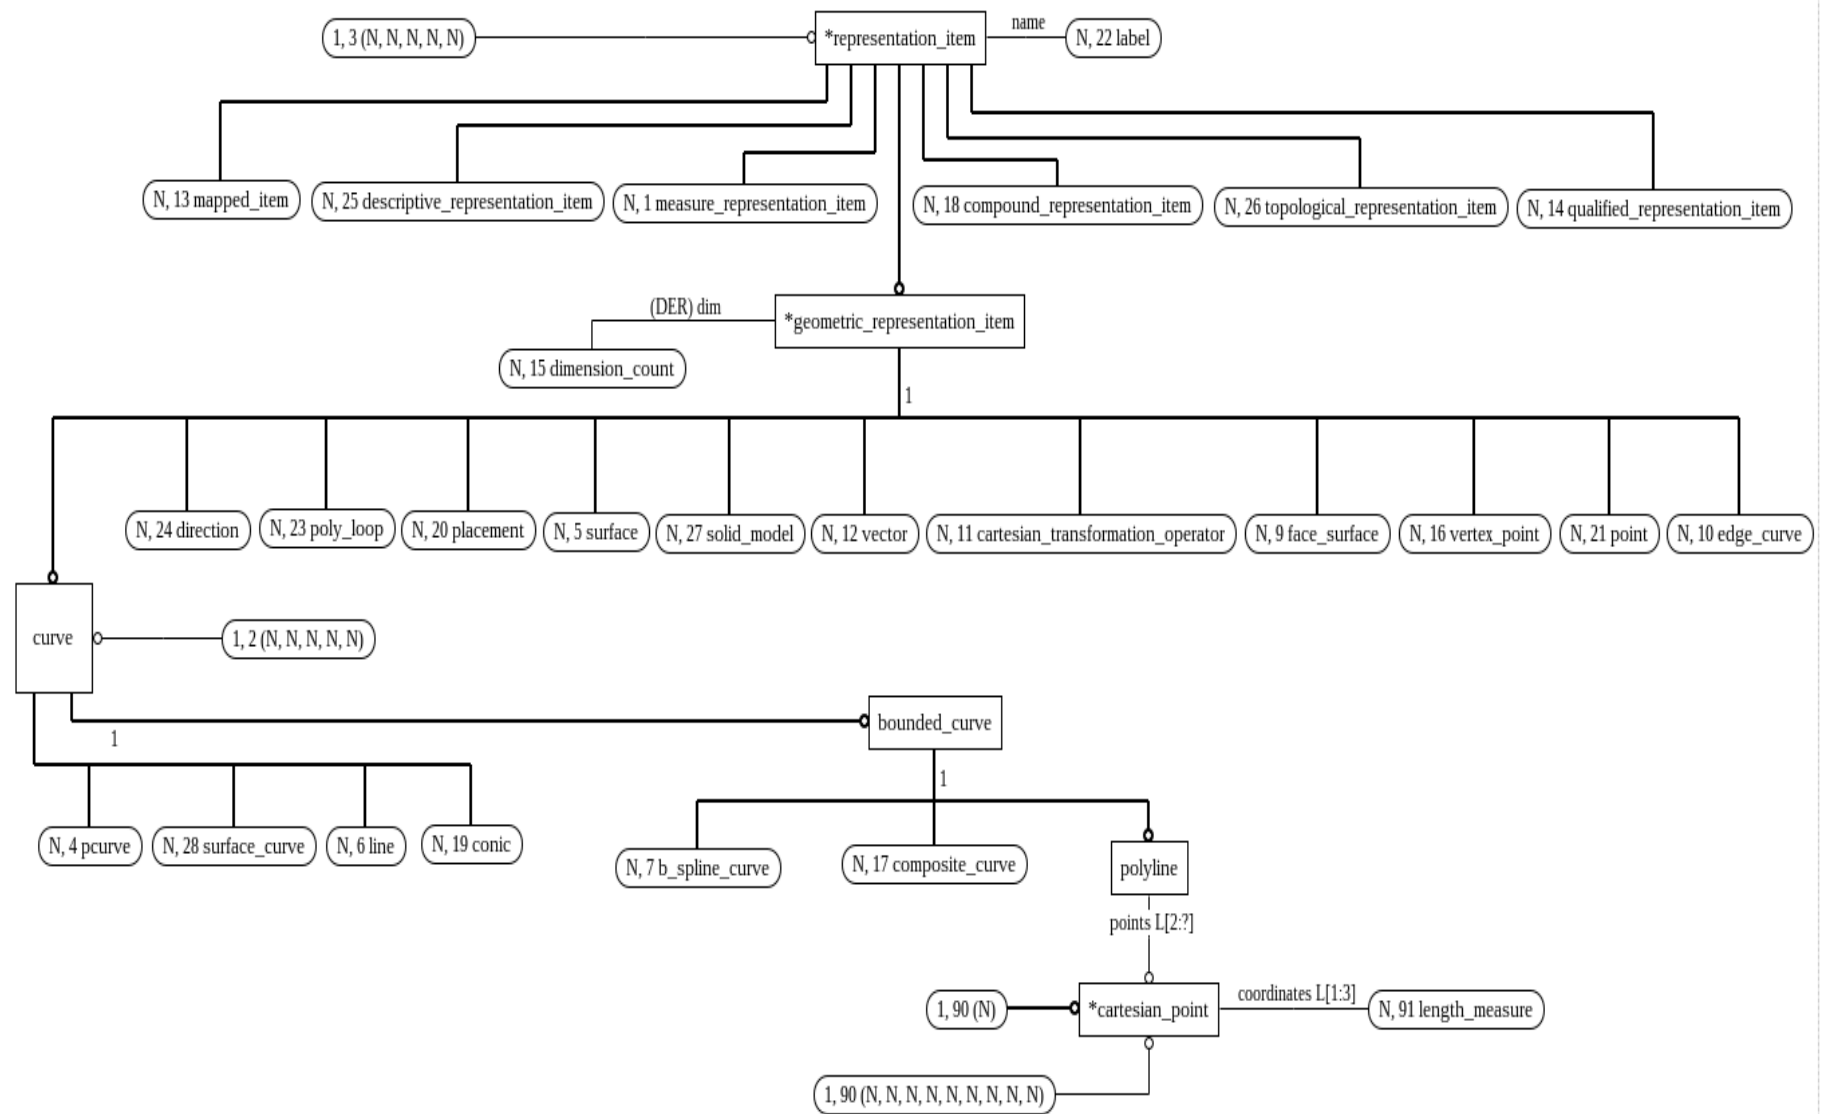 1, 3 (N, N, N, N, N)
*representation_item
name
N, 22 label
N, 13 mapped_item
N, 25 descriptive_representation_item
N, 1 measure_representation_item
N, 18 compound_representation_item
N, 26 topological_representation_item
N, 14 qualified_representation_item
(DER) dim
*geometric_representation_item
N, 15 dimension_count
1
N, 24 direction
N, 23 poly_loop
N, 20 placement
N, 5 surface
N, 27 solid_model
N, 12 vector
N, 11 cartesian_transformation_operator
N, 9 face_surface
N, 16 vertex_point
N, 21 point
N, 10 edge_curve
curve
1, 2 (N, N, N, N, N)
bounded_curve
1
1
N, 4 pcurve
N, 28 surface_curve
N, 6 line
N, 19 conic
N, 7 b_spline_curve
N, 17 composite_curve
polyline
points L[2:?]
1, 90 (N)
*cartesian_point
coordinates L[1:3]
N, 91 length_measure
1, 90 (N, N, N, N, N, N, N, N, N)